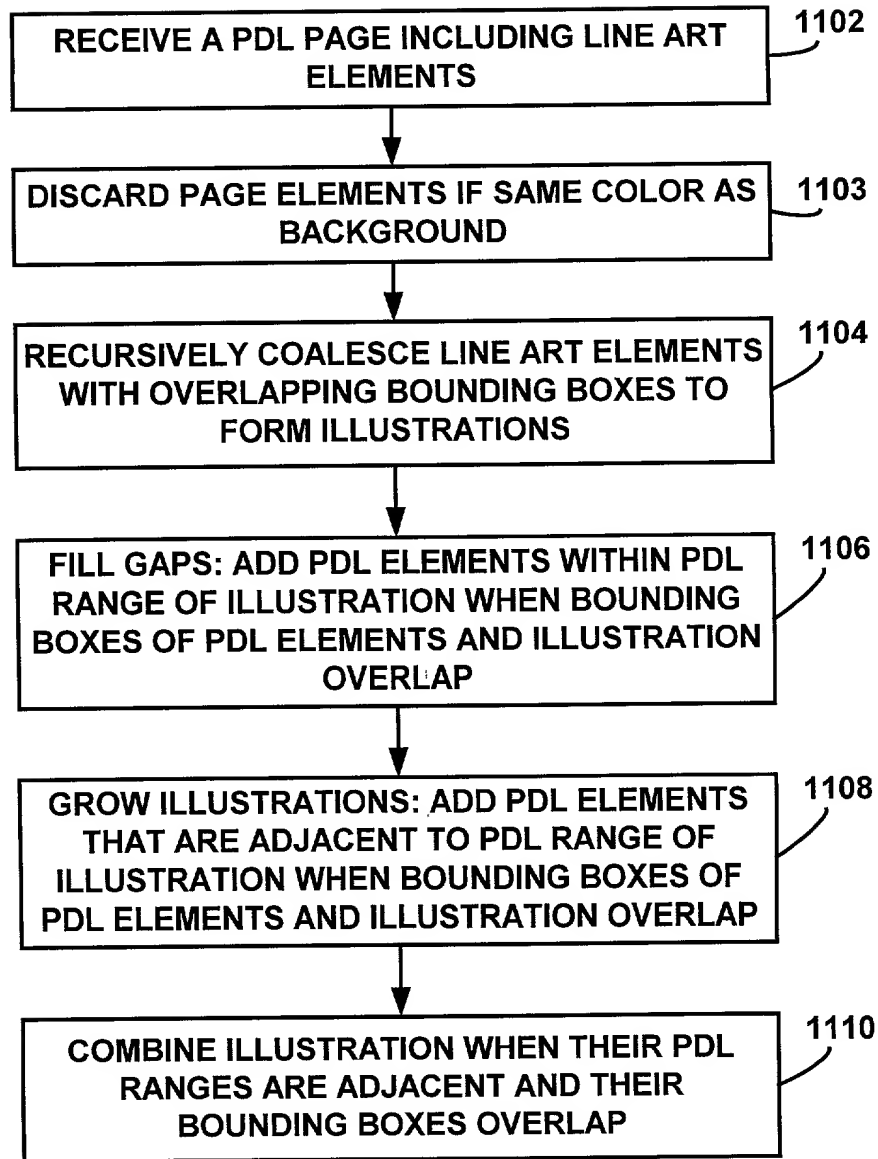 RECEIVE A PDL PAGE INCLUDING LINE ART
ELEMENTS
1102
DISCARD PAGE ELEMENTS IF SAME COLOR AS
BACKGROUND
1103
RECURSIVELY COALESCE LINE ART ELEMENTS
WITH OVERLAPPING BOUNDING BOXES TO
FORM ILLUSTRATIONS
1104
FILL GAPS: ADD PDL ELEMENTS WITHIN PDL
RANGE OF ILLUSTRATION WHEN BOUNDING
BOXES OF PDL ELEMENTS AND ILLUSTRATION
OVERLAP
1106
GROW ILLUSTRATIONS: ADD PDL ELEMENTS
THAT ARE ADJACENT TO PDL RANGE OF
ILLUSTRATION WHEN BOUNDING BOXES OF
PDL ELEMENTS AND ILLUSTRATION OVERLAP
1108
COMBINE ILLUSTRATION WHEN THEIR PDL
RANGES ARE ADJACENT AND THEIR
BOUNDING BOXES OVERLAP
1110